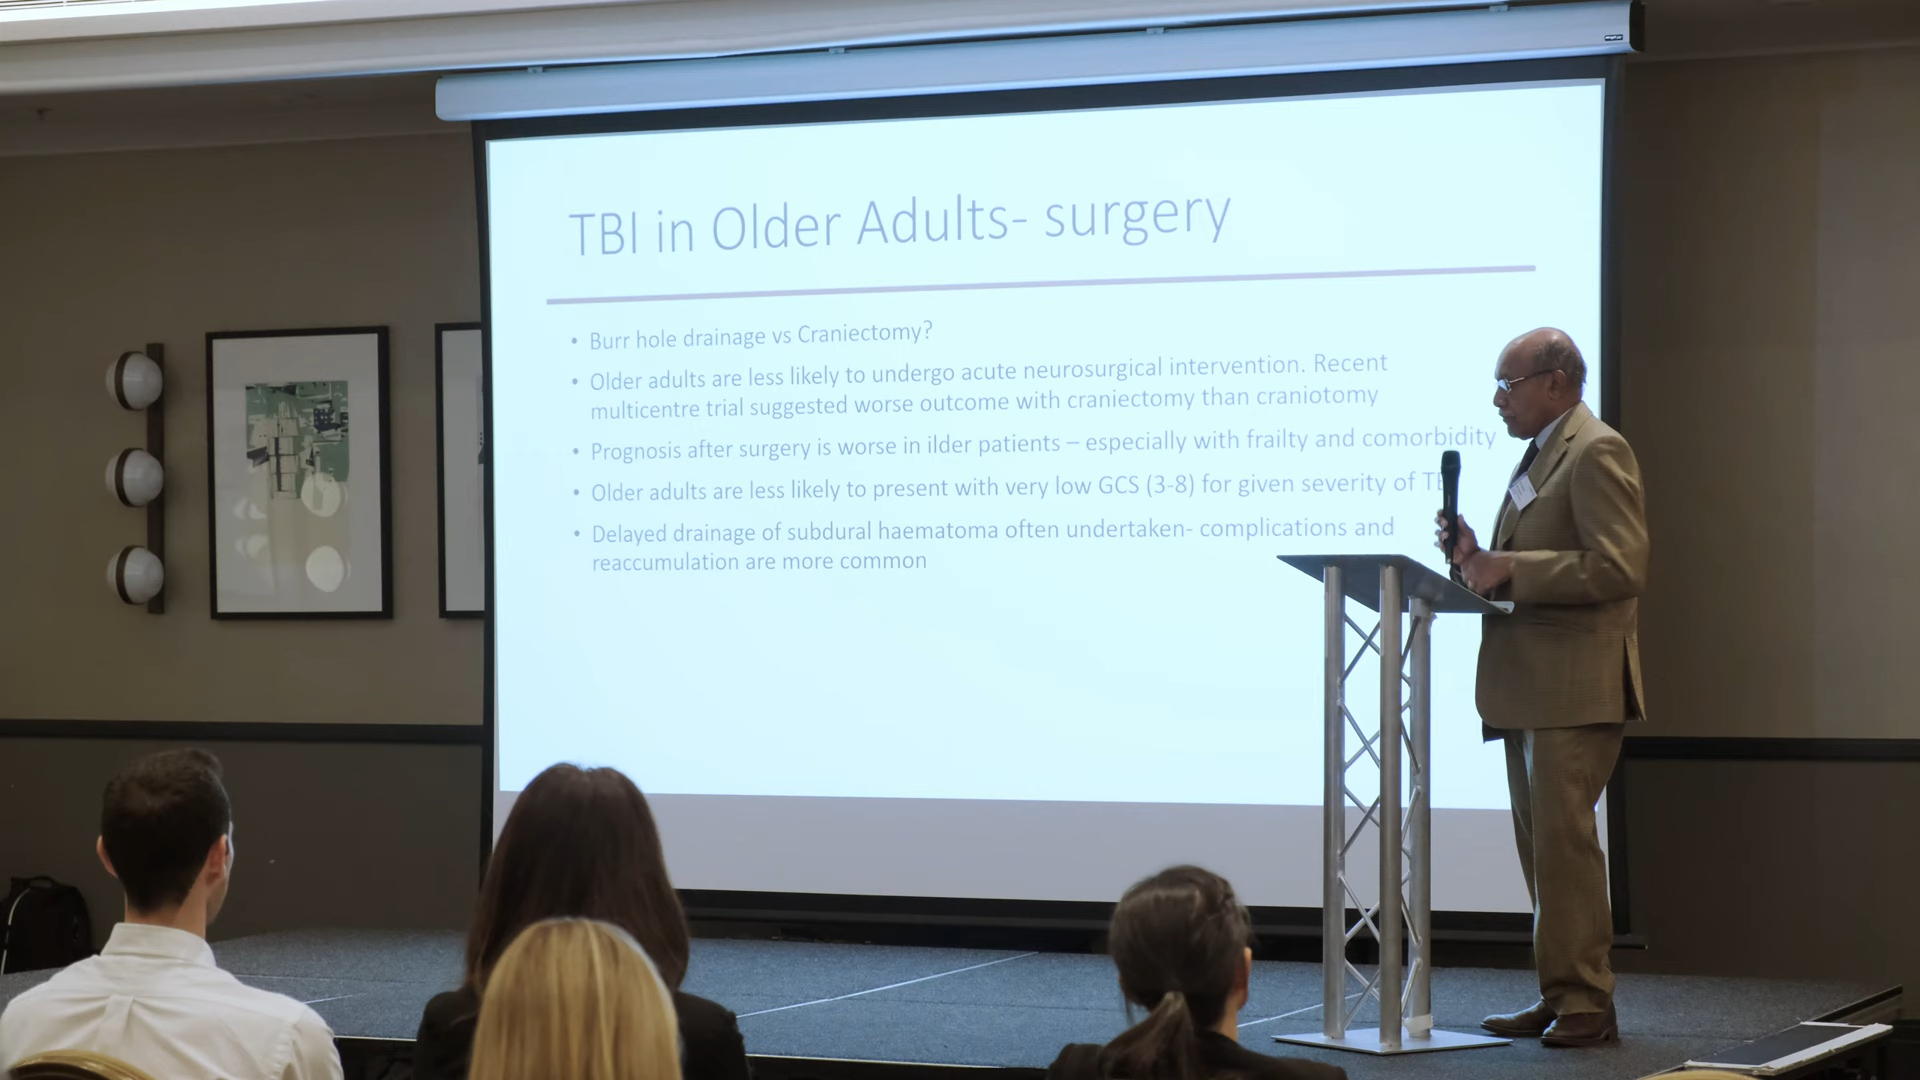 TBI in Older Adults- surgery
• Burr hole drainage vs Craniectomy?
• Older adults are less likely to undergo acute neurosurgical intervention. Recent
multicentre trial suggested worse outcome with craniectomy than craniotomy
• Prognosis after surgery is worse in ilder patients – especially with frailty and comorbidity
• Older adults are less likely to present with very low GCS (3-8) for given severity of
• Delayed drainage of subdural haematoma often undertaken- complications and
reaccumulation are more common